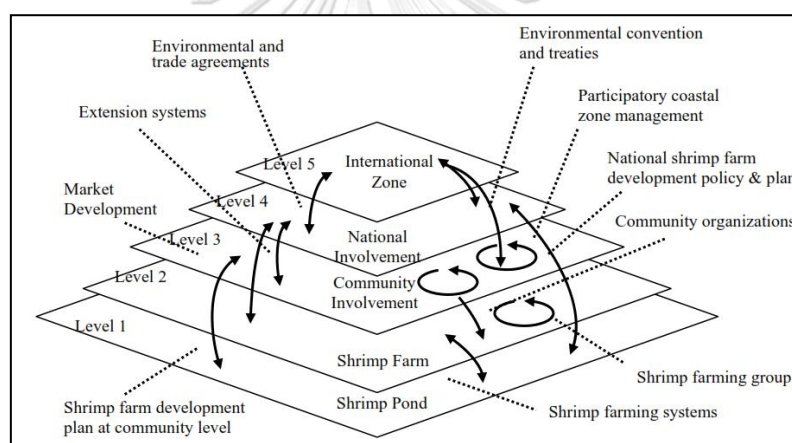 Environmental and
trade agreements
Environmental convention
and treaties
Extension systems
Participatory coastal
zone management
Market
Development
National shrimp farm
development policy & plan
Community organizations
Level 5
International
Zone
Level 4
National
Involvement
Level 3
Community
Involvement
Level 2
Shrimp Farm
Level 1
Shrimp Pond
Shrimp farm development
plan at community level
Shrimp farming group
Shrimp farming systems